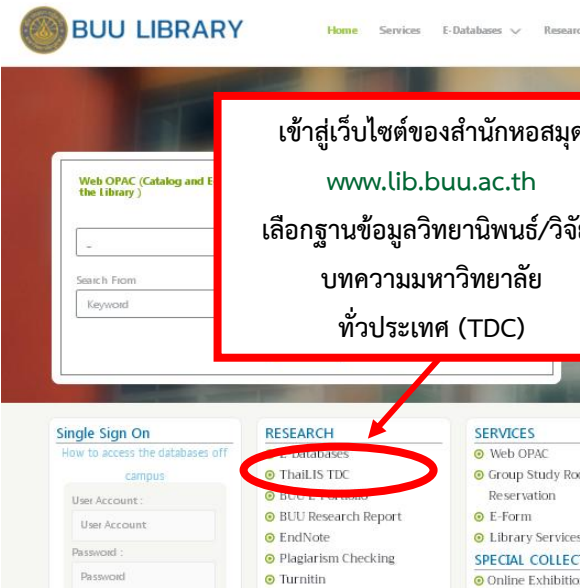 BUU LIBRARY
Home Services E-Databases
เข้าสู่เว็บไซต์ของสำนักหอสมุด
www.lib.buu.ac.th
เลือกฐานข้อมูลวิทยานิพนธ์/วิจัย
บทความมหาวิทยาลัย
ทั่วประเทศ (TDC)
Web OPAC (Catalog and
the Library )
Search From
Keyword
Single Sign On
How to access the databases off
campus
User Account :
User Account
Password :
Password
RESEARCH
E-Databases
ThaiLIS TDC
BUU E-Portfolio
BUU Research Report
EndNote
Plagiarism Checking
Turnitin
SERVICES
Web OPAC
Group Study
Reservation
E-Form
Library Services
SPECIAL
Online